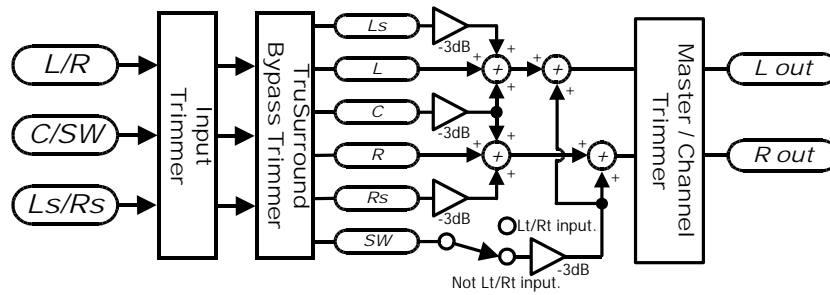 L/R
C/SW
Ls/Rs
Input
Trimmer
TruSurround
Bypass Trimmer
Ls
L
C
R
Rs
SW
-3dB
-3dB
-3dB
-3dB
+
+
+
+
+
+
+
+
+
+
+
+
+
+
Lt/Rt input.
Not Lt/Rt input.
Master / Channel
Trimmer
L out
R out